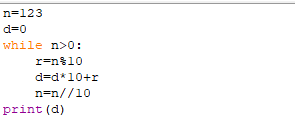 n=123
d=0
while n>0:
    r=n%10
    d=d*10+r
    n=n//10
print(d)